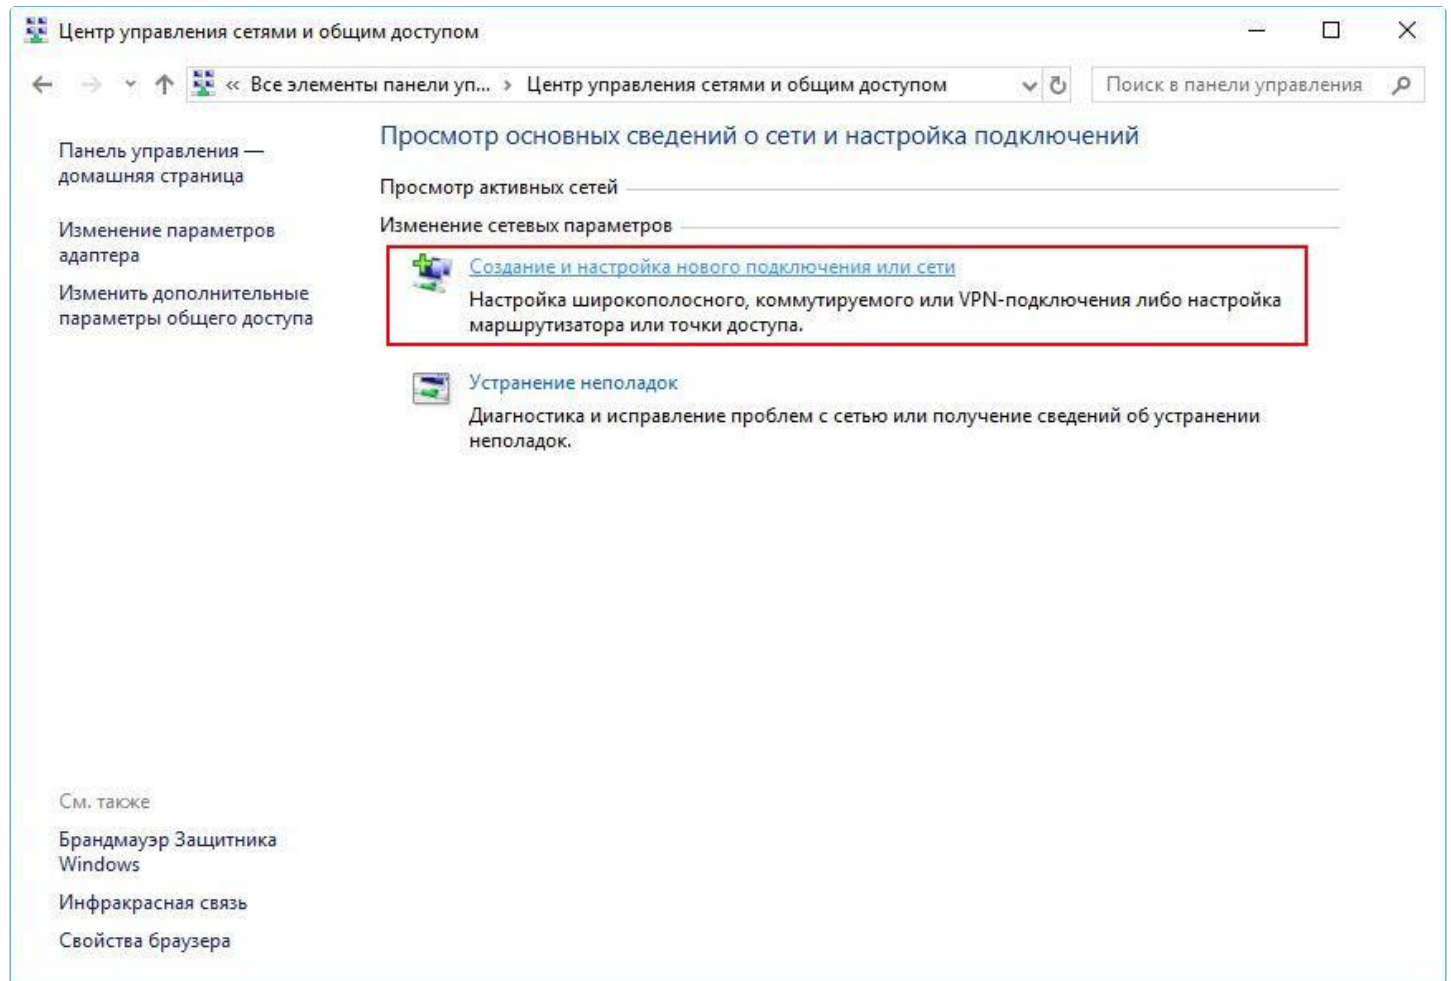 Центр управления сетями и общим доступом
« Все элементы панели уп... › Центр управления сетями и общим доступом
Поиск в панели управления
Панель управления —
домашняя страница
Изменение параметров
адаптера
Изменить дополнительные
параметры общего доступа
Просмотр основных сведений о сети и настройка подключений
Просмотр активных сетей
Изменение сетевых параметров
Создание и настройка нового подключения или сети
Настройка широкополосного, коммутируемого или VPN-подключения либо настройка
маршрутизатора или точки доступа.
Устранение неполадок
Диагностика и исправление проблем с сетью или получение сведений об устранении
неполадок.
См. также
Брандмауэр Защитника
Windows
Инфракрасная связь
Свойства браузера